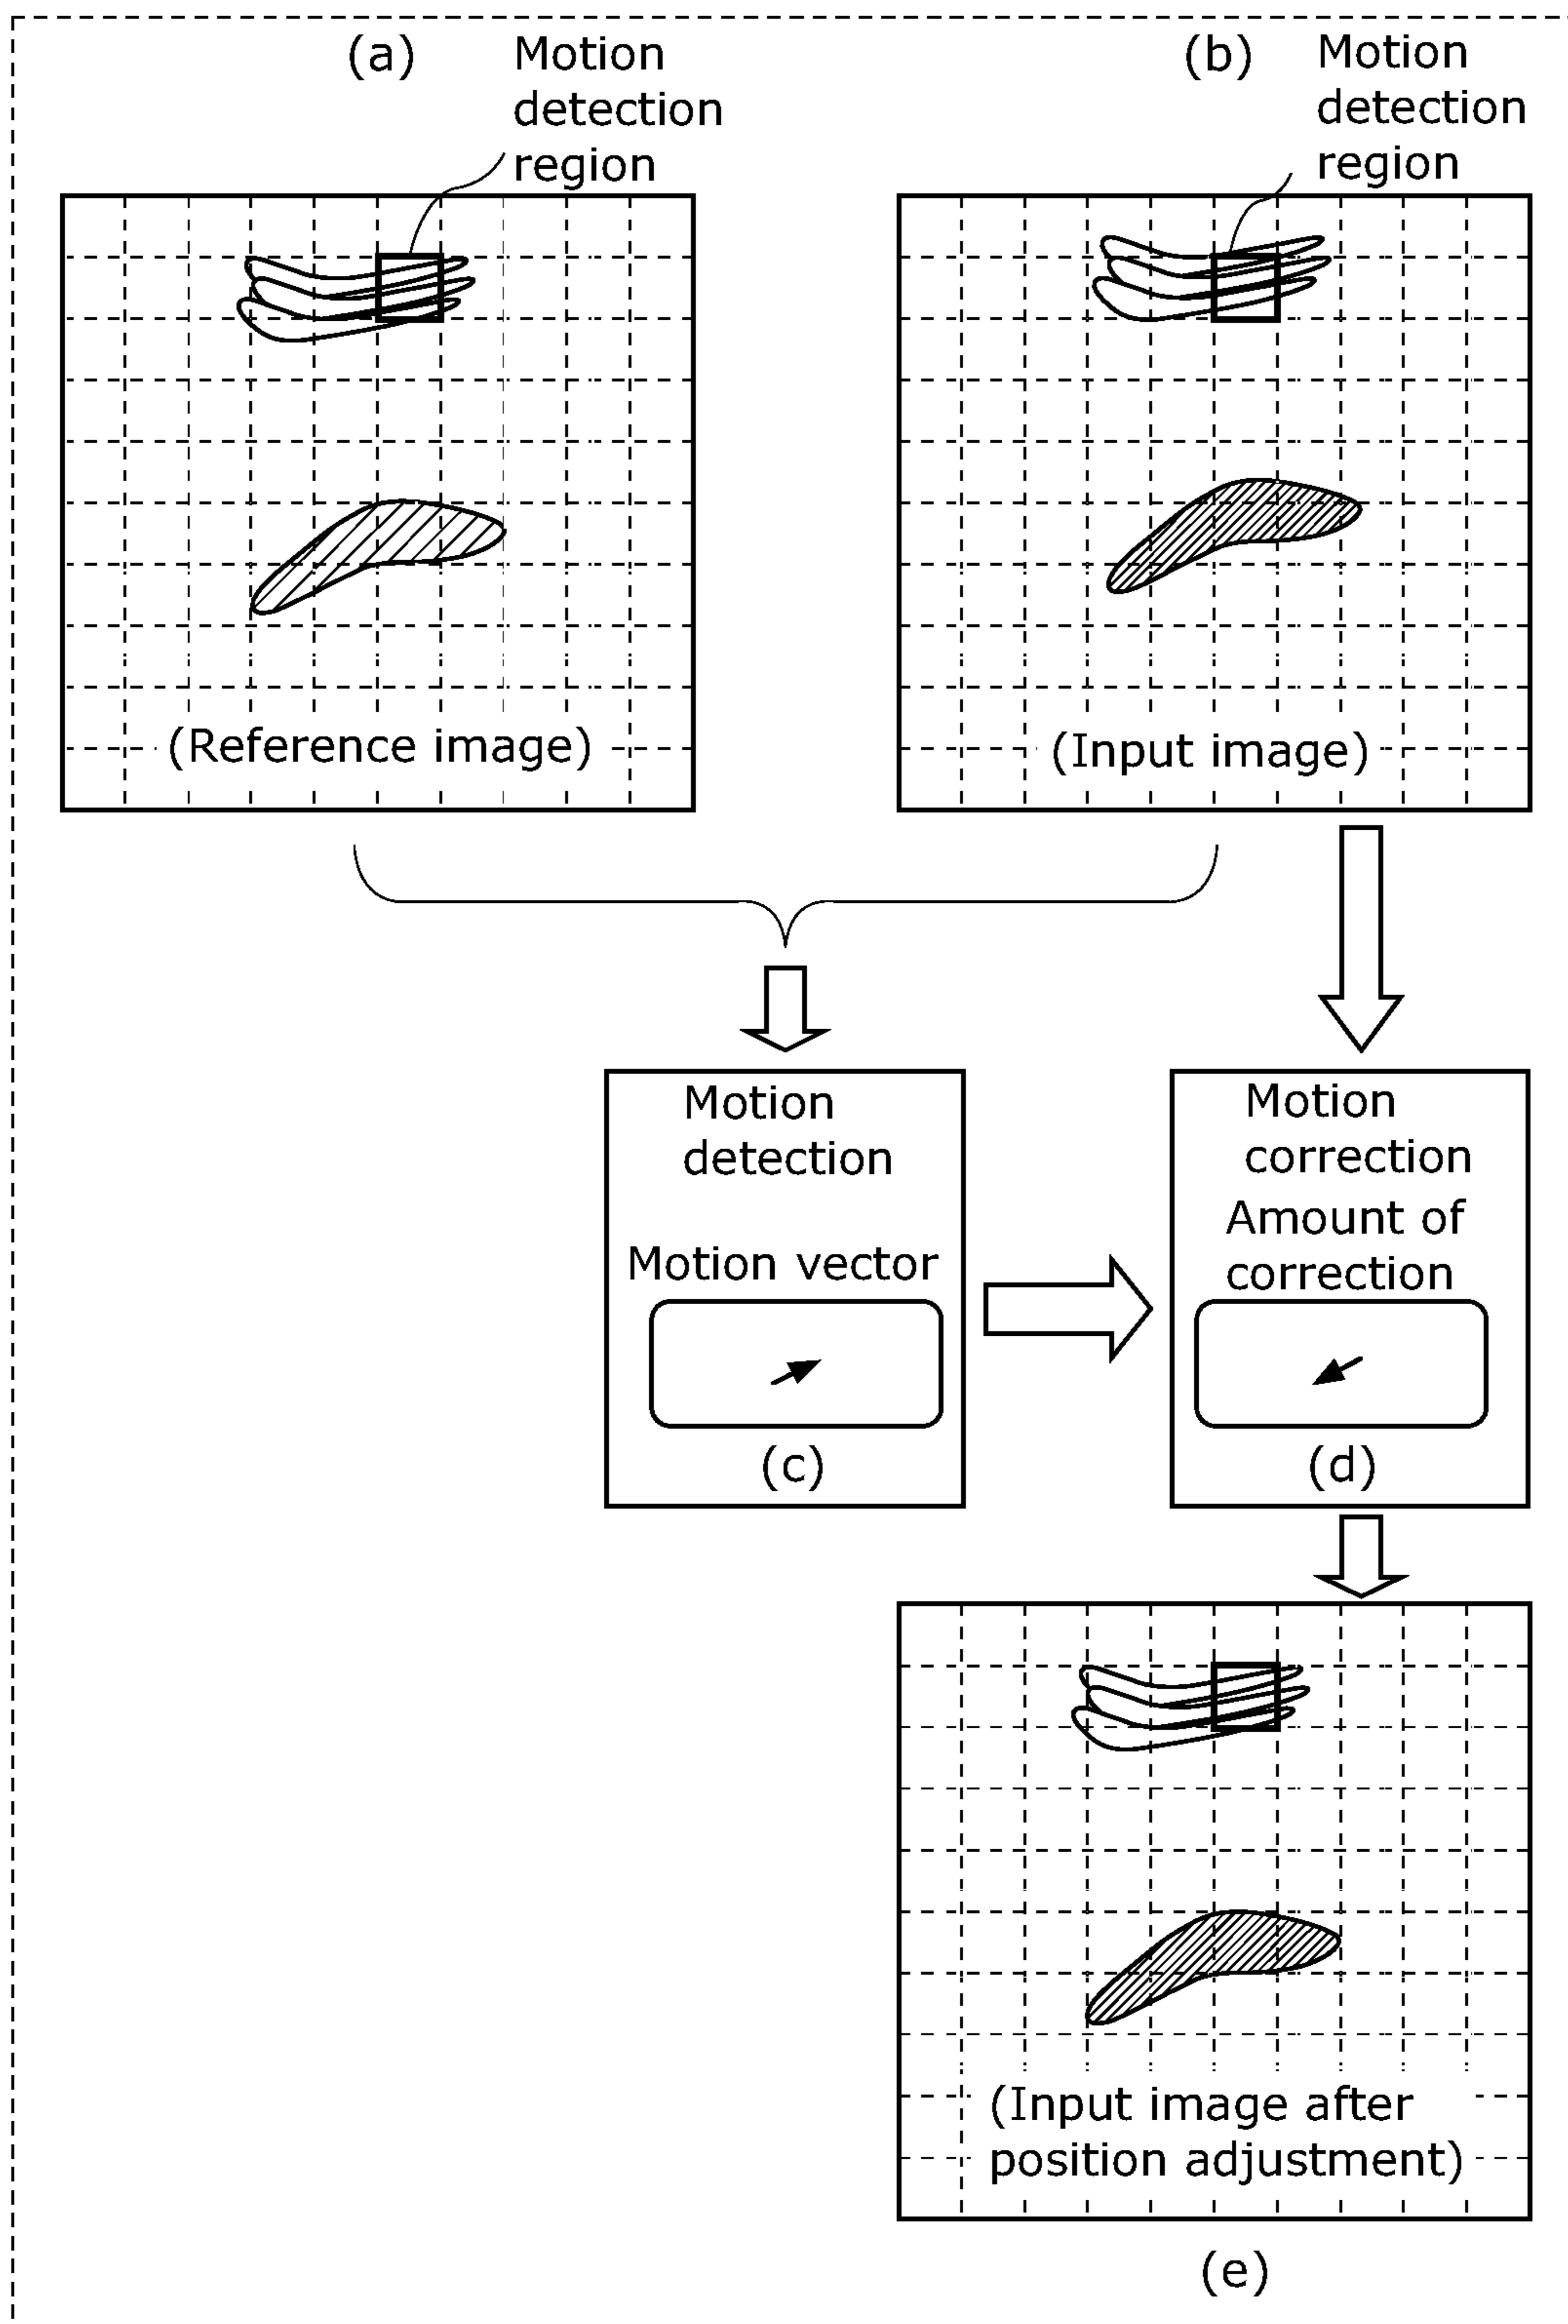 (a)
Motion
detection
region
(b)
Motion
detection
region
(Reference image)
(Input image)
Motion
detection
Motion vector
(c)
Motion
correction
Amount of
correction
(d)
(Input image after
position adjustment)
(e)